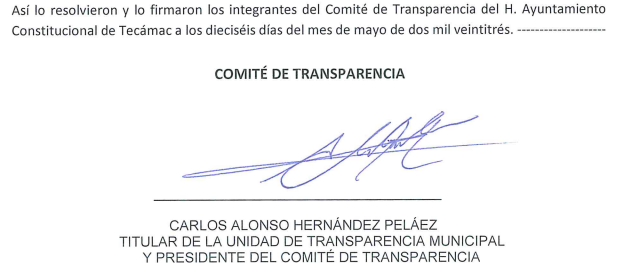 Así lo resolvieron y lo firmaron los integrantes del Comité de Transparencia del H. Ayuntamiento
Constitucional de Tecámac a los dieciséis días del mes de mayo de dos mil veintitrés. --------------------
COMITÉ DE TRANSPARENCIA
CARLOS ALONSO HERNÁNDEZ PELÁEZ
TITULAR DE LA UNIDAD DE TRANSPARENCIA MUNICIPAL
Y PRESIDENTE DEL COMITÉ DE TRANSPARENCIA